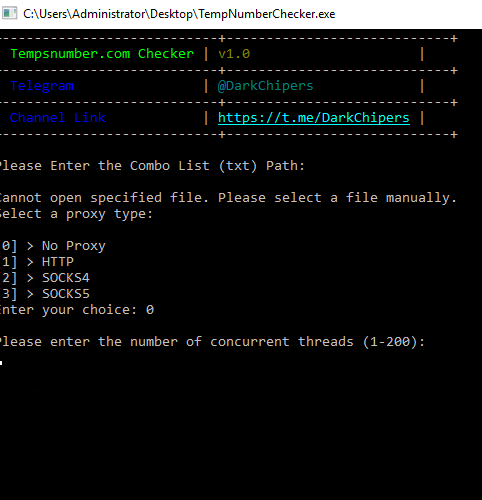 C:\Users\Administrator\Desktop\TempNumberChecker.exe
---------------------------+----------------------------+
Tempsnumber.com Checker | v1.0 |
---------------------------+----------------------------+
Telegram | @DarkChipers |
---------------------------+----------------------------+
Channel Link | https://t.me/DarkChipers |
---------------------------+----------------------------+
Please Enter the Combo List (txt) Path:
Cannot open specified file. Please select a file manually.
Select a proxy type:
[0] > No Proxy
[1] > HTTP
[2] > SOCKS4
[3] > SOCKS5
Enter your choice: 0
Please enter the number of concurrent threads (1-200):